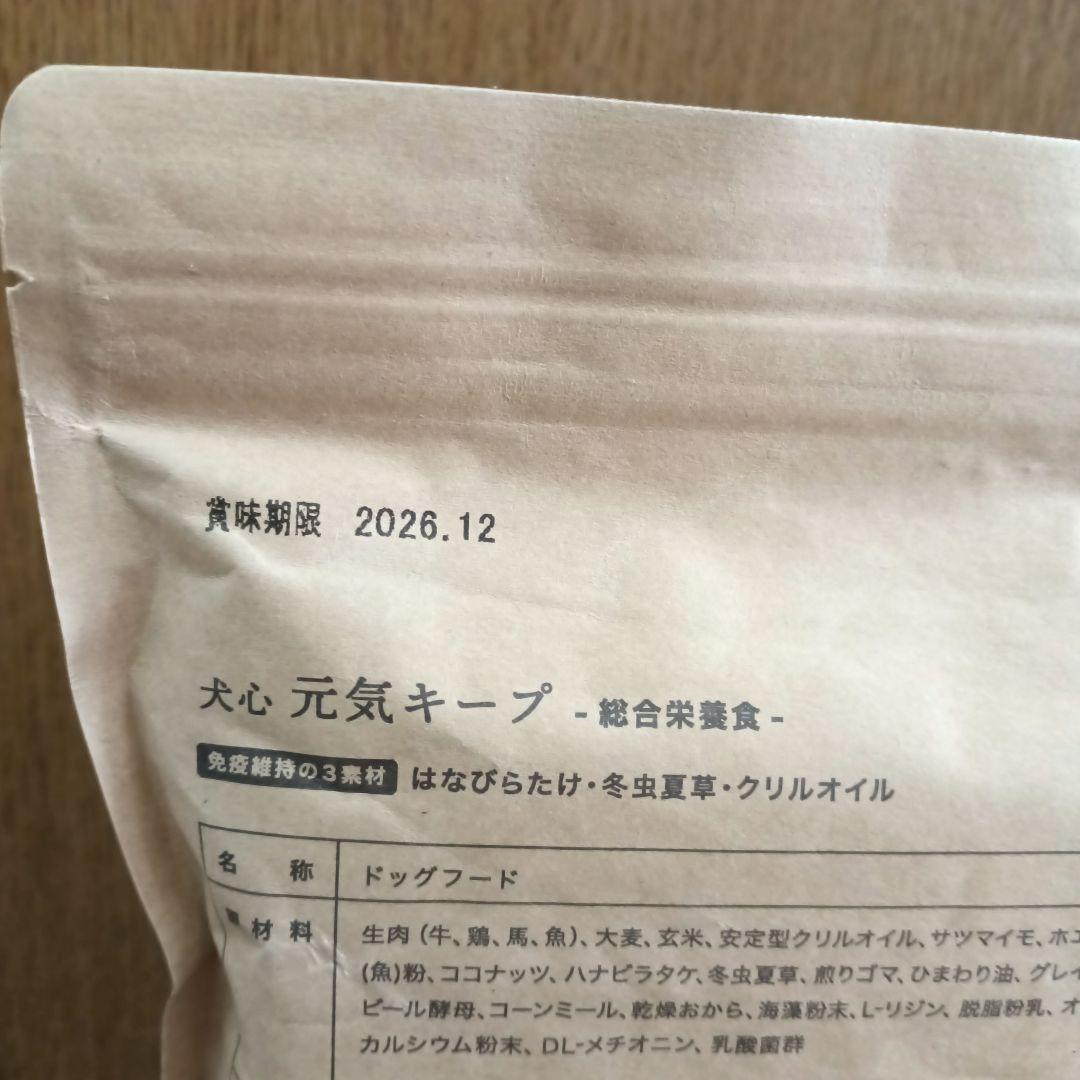 賞味期限 2026.12
犬心 元気キープ - 総合栄養食 -
免疫維持の3素材 はなびらたけ・冬虫夏草・クリルオイル
名 称 ドッグフード
材料 生肉（牛、鶏、馬、魚）、大麦、玄米、安定型クリルオイル、サツマイモ、ホエ
(魚)粉、ココナッツ、ハナビラタケ、冬虫夏草、煎りゴマ、ひまわり油、グレイ
ビール酵母、コーンミール、乾燥おから、海藻粉末、L-リジン、脱脂粉乳、オ
カルシウム粉末、DL-メチオニン、乳酸菌群